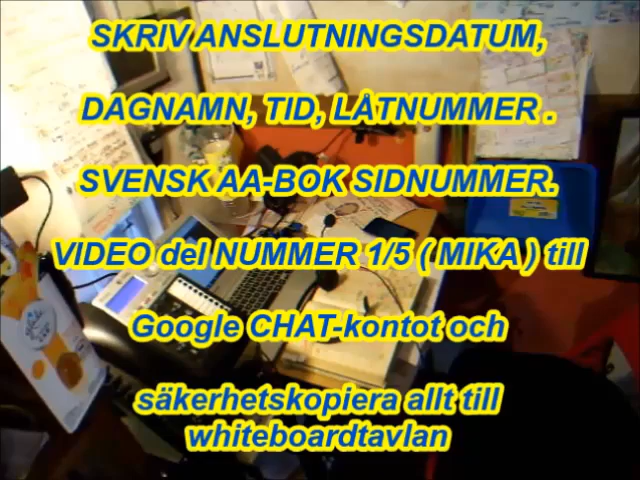 SKRIV ANSLUTNINGSDATUM,
DAGNAMN, TID, LÅTNUMMER .
SVENSK AA-BOK SIDNUMMER.
VIDEO del NUMMER 1/5 ( MIKA ) till
Google CHAT-kontot och
säkerhetskopiera allt till
whiteboardtavlan